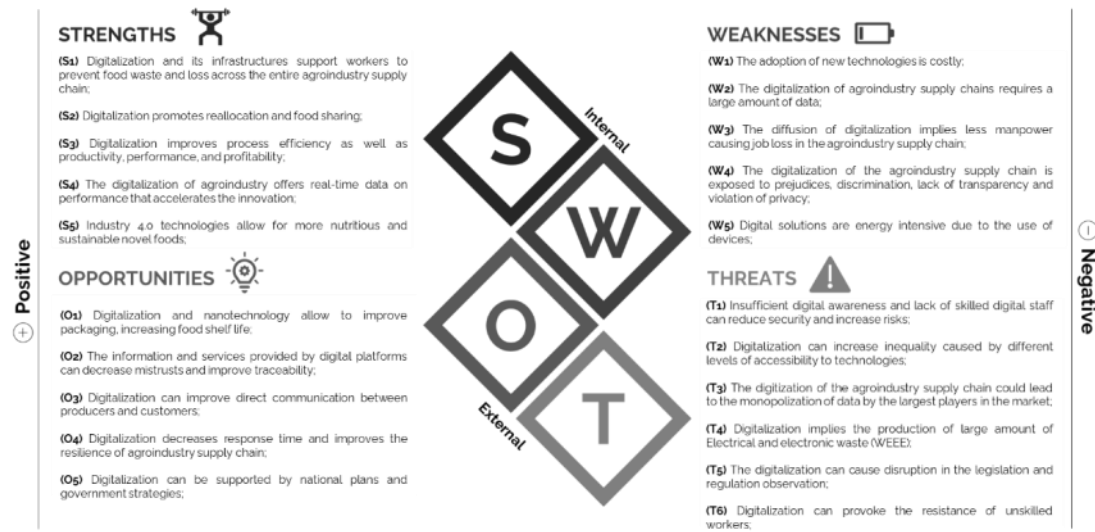 STRENGTHS
(S1) Digitalization and its infrastructures support workers to
prevent food waste and loss across the entire agroindustry supply
chain;
(S2) Digitalization promotes reallocation and food sharing;
(S3) Digitalization improves process efficiency as well as
productivity, performance, and profitability;
(S4) The digitalization of agroindustry offers real-time data on
performance that accelerates the innovation;
(S5) Industry 4.0 technologies allow for more nutritious and
sustainable novel foods;
OPPORTUNITIES
(O1) Digitalization and nanotechnology allow to improve
packaging, increasing food shelf life;
(O2) The information and services provided by digital platforms
can decrease mistrusts and improve traceability;
(O3) Digitalization can improve direct communication between
producers and customers;
(O4) Digitalization decreases response time and improves the
resilience of agroindustry supply chain;
(O5) Digitalization can be supported by national plans and
government strategies;
+ Positive
S
W
O
T
Internal
External
WEAKNESSES
(W1) The adoption of new technologies is costly;
(W2) The digitalization of agroindustry supply chains requires a
large amount of data;
(W3) The diffusion of digitalization implies less manpower
causing job loss in the agroindustry supply chain;
(W4) The digitalization of the agroindustry supply chain is
exposed to prejudices, discrimination, lack of transparency and
violation of privacy;
(W5) Digital solutions are energy intensive due to the use of
devices;
THREATS
(T1) Insufficient digital awareness and lack of skilled digital staff
can reduce security and increase risks;
(T2) Digitalization can increase inequality caused by different
levels of accessibility to technologies;
(T3) The digitization of the agroindustry supply chain could lead
to the monopolization of data by the largest players in the market;
(T4) Digitalization implies the production of large amount of
Electrical and electronic waste (WEEE);
(T5) The digitalization can cause disruption in the legislation and
regulation observation;
(T6) Digitalization can provoke the resistance of unskilled
workers;
− Negative